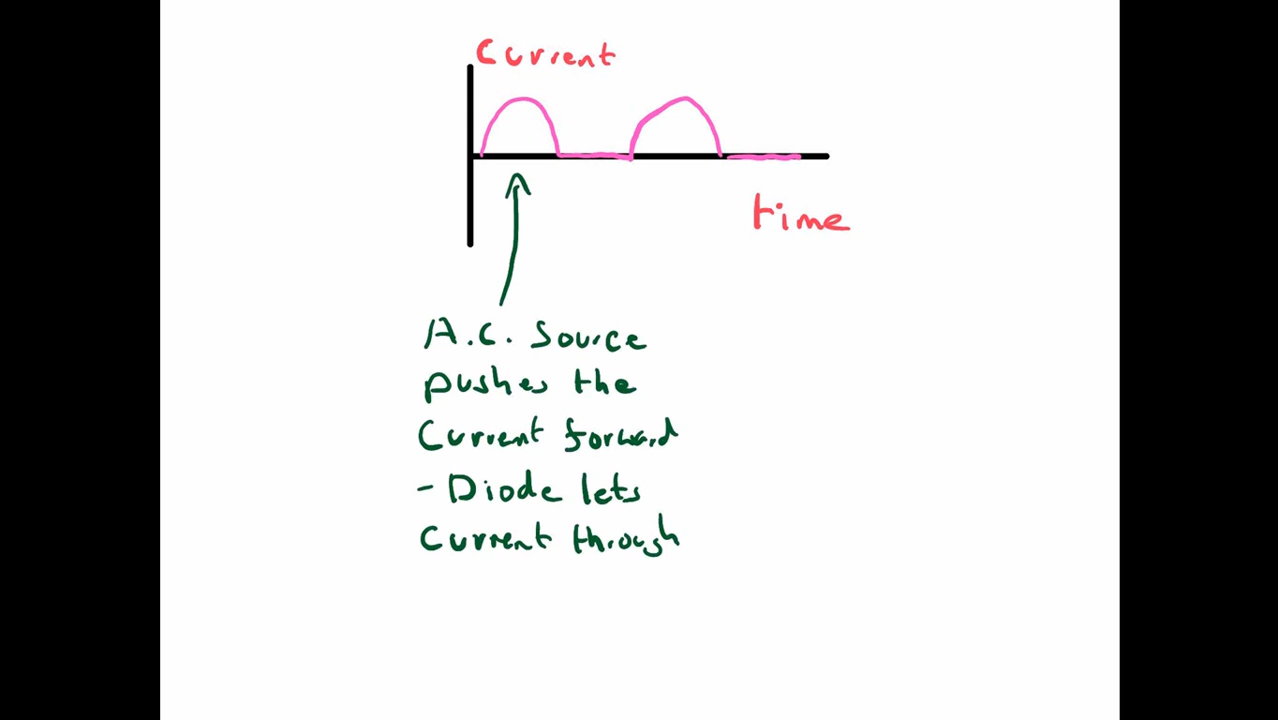 Current
time
A.C. Source
pushes the
Current forward
- Diode lets
Current through